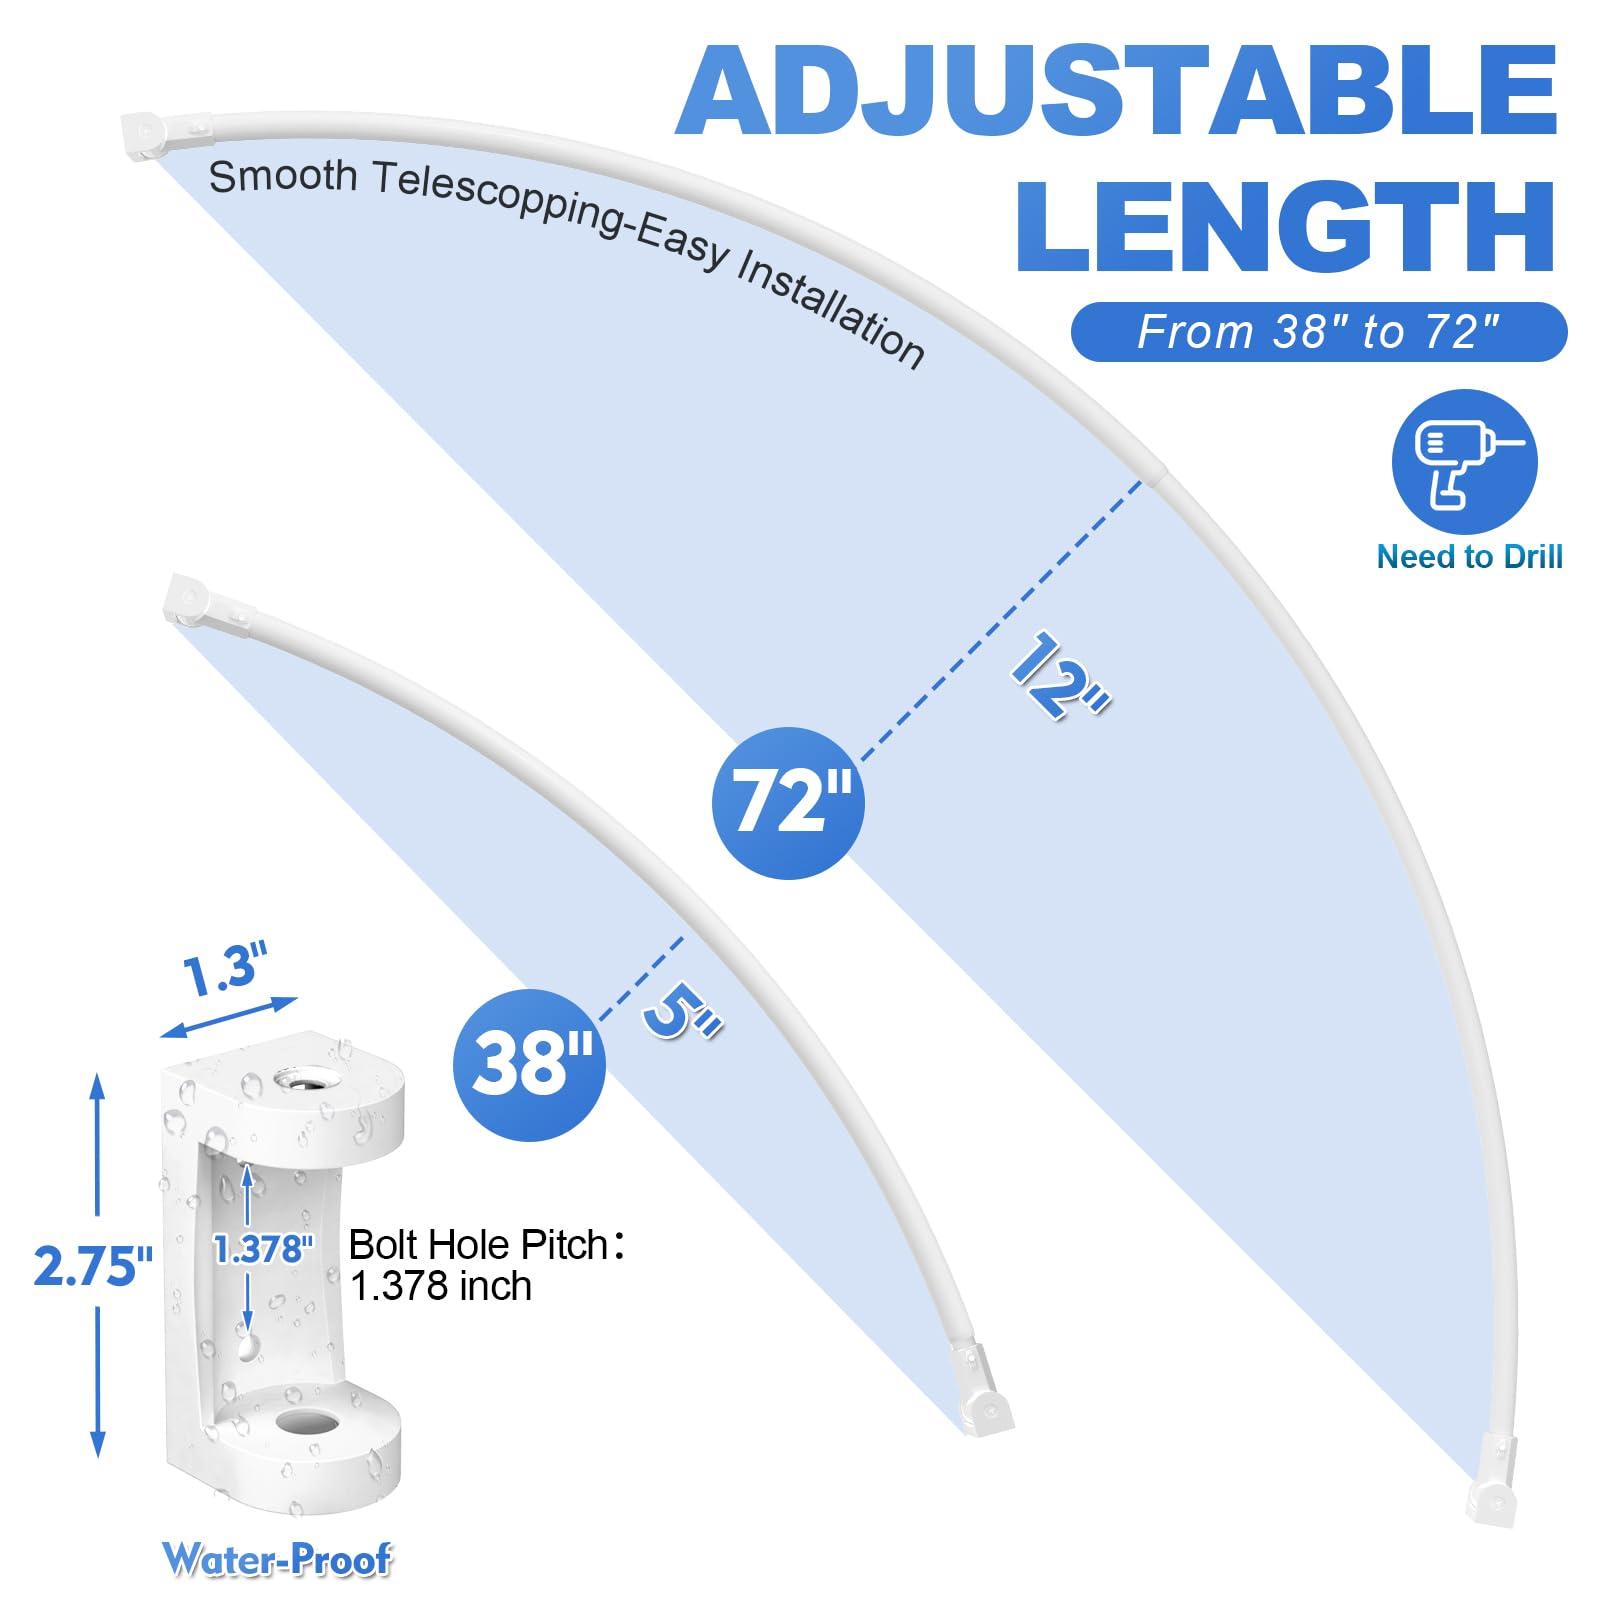 ADJUSTABLE
LENGTH
From 38" to 72"
Smooth Telescopping-Easy Installation
Need to Drill
12"
72"
5"
38"
1.3"
2.75"
1.378"
Bolt Hole Pitch:
1.378 inch
Water-Proof